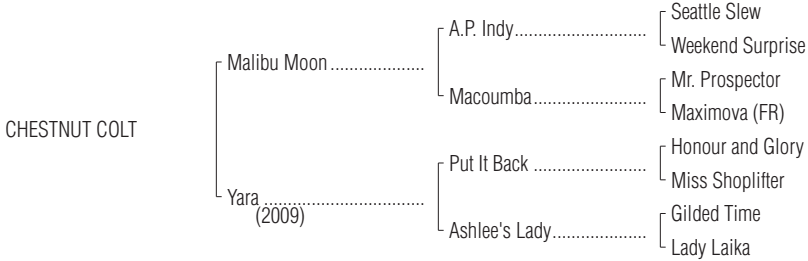 Seattle Slew
A.P. Indy..............................
Weekend Surprise
Malibu Moon .....................
Mr. Prospector
Macoumba..........................
Maximova (FR)
CHESTNUT COLT
Honour and Glory
Put It Back ..........................
Miss Shoplifter
Yara .....................................
(2009)
Gilded Time
Ashlee's Lady.....................
Lady Laika